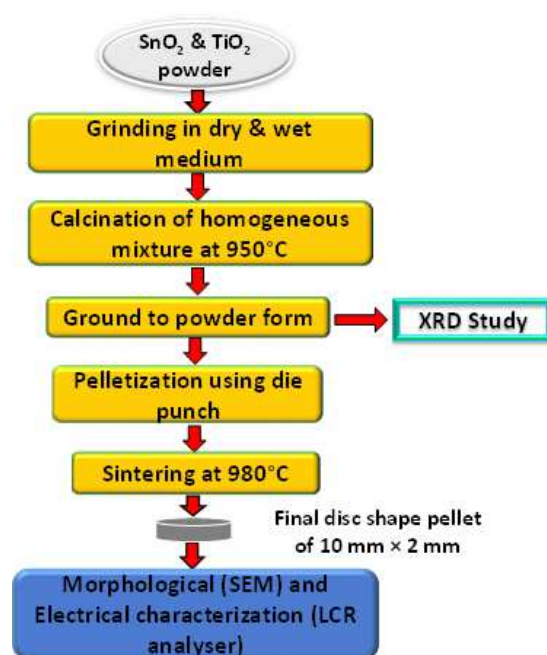 SnO₂ & TiO₂
powder
Grinding in dry & wet
medium
Calcination of homogeneous
mixture at 950°C
Ground to powder form
XRD Study
Pelletization using die
punch
Sintering at 980°C
Final disc shape pellet
of 10 mm × 2 mm
Morphological (SEM) and
Electrical characterization (LCR
analyser)